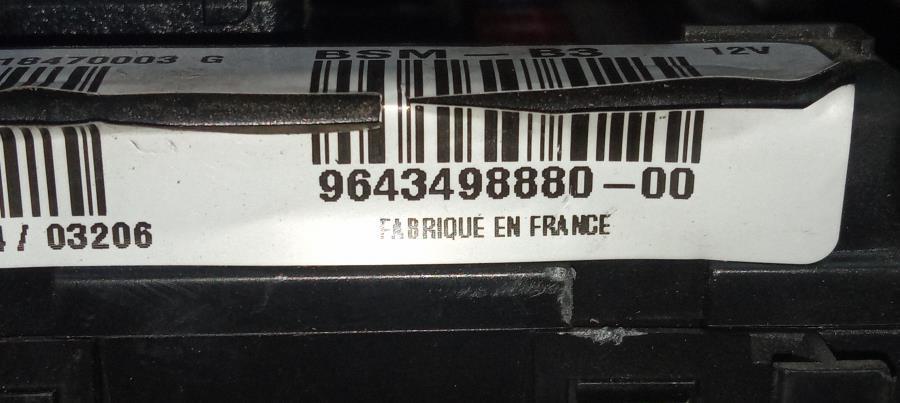 18470003 G BSM-B3 12V
9643498880-00
/ 03206 FABRIQUÉ EN FRANCE